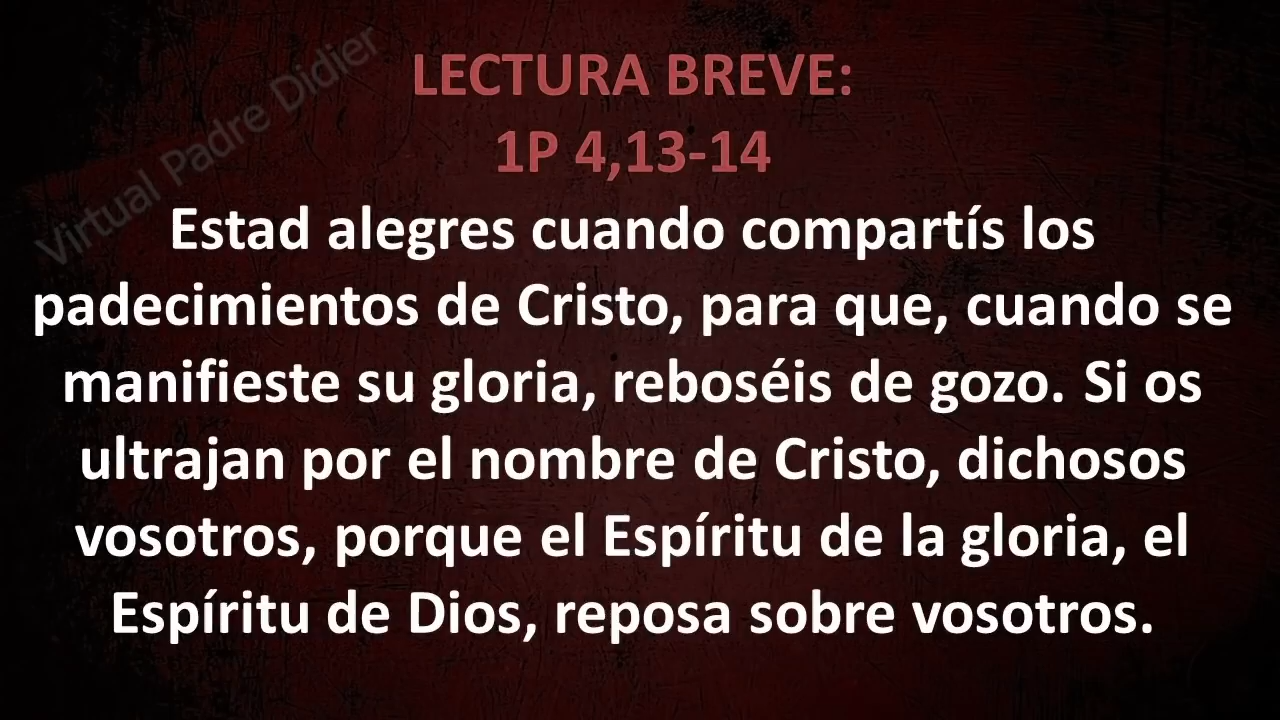 Virtual Padre Didier
LECTURA BREVE:
1P 4,13-14
Estad alegres cuando compartís los
padecimientos de Cristo, para que, cuando se
manifieste su gloria, reboséis de gozo. Si os
ultrajan por el nombre de Cristo, dichosos
vosotros, porque el Espíritu de la gloria, el
Espíritu de Dios, reposa sobre vosotros.